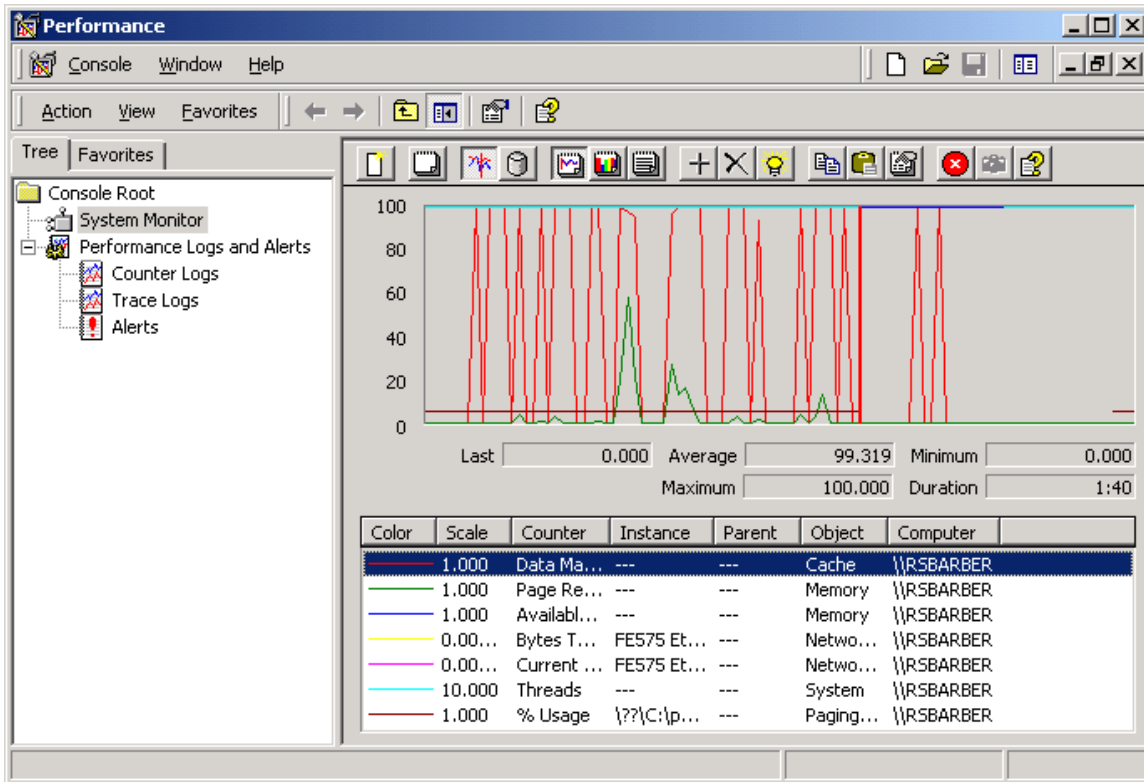 Performance
Console Window Help
Action View Favorites
Tree Favorites
Console Root
System Monitor
Performance Logs and Alerts
Counter Logs
Trace Logs
Alerts
100
80
60
40
20
0
Last 0.000 Average 99.319 Minimum 0.000
Maximum 100.000 Duration 1:40
Color Scale Counter Instance Parent Object Computer
1.000 Data Ma... --- --- Cache \\RSBARBER
1.000 Page Re... --- --- Memory \\RSBARBER
1.000 Availabl... --- --- Memory \\RSBARBER
0.00... Bytes T... FE575 Et... --- Netwo... \\RSBARBER
0.00... Current ... FE575 Et... --- Netwo... \\RSBARBER
10.000 Threads --- --- System \\RSBARBER
1.000 % Usage \??\C:\p... --- Paging... \\RSBARBER